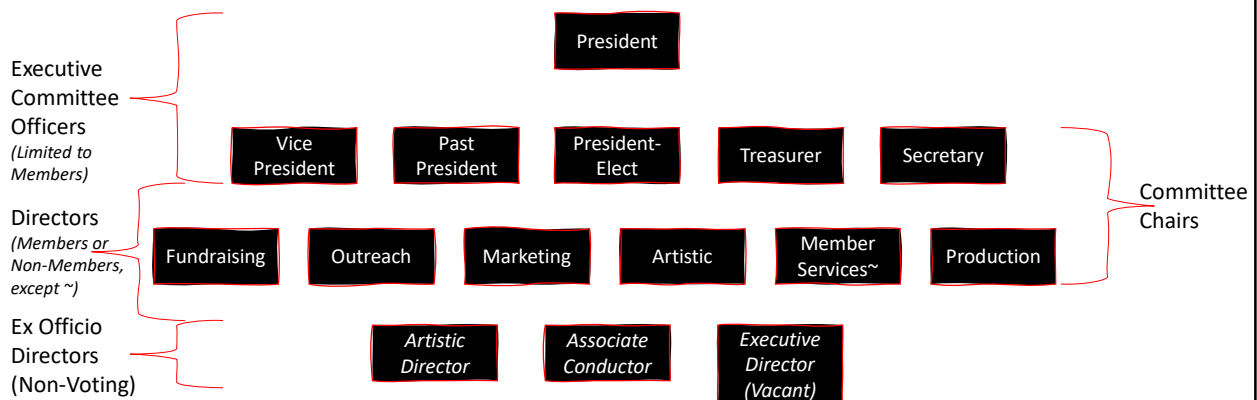 President
Executive
Committee
Officers
(Limited to
Members)
Vice
President
Past
President
President-
Elect
Treasurer
Secretary
Committee
Chairs
Directors
(Members or
Non-Members,
except ~)
Fundraising
Outreach
Marketing
Artistic
Member
Services~
Production
Ex Officio
Directors
(Non-Voting)
Artistic
Director
Associate
Conductor
Executive
Director
(Vacant)